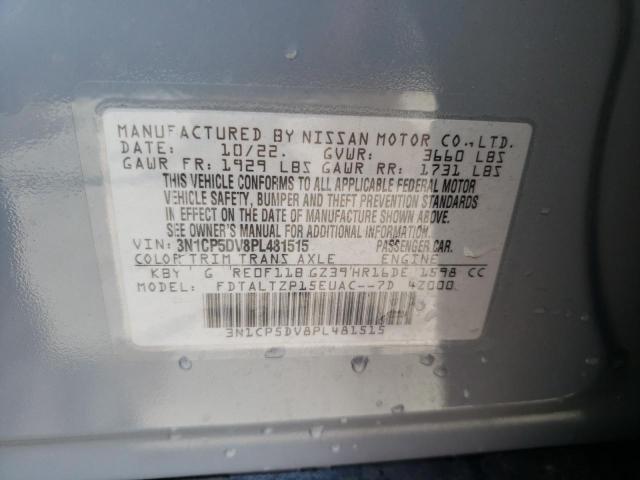 MANUFACTURED BY NISSAN MOTOR CO.,LTD.
DATE: 10/22. GVWR: 3660 LBS
GAWR FR: 1929 LBS GAWR RR: 1731 LBS
THIS VEHICLE CONFORMS TO ALL APPLICABLE FEDERAL MOTOR
VEHICLE SAFETY, BUMPER AND THEFT PREVENTION STANDARDS
IN EFFECT ON THE DATE OF MANUFACTURE SHOWN ABOVE.
SEE OWNER'S MANUAL FOR ADDITIONAL INFORMATION.
VIN: 3N1CP5DV8PL481515 PASSENGER CAR.
COLOR TRIM TRANS AXLE ENGINE
KBY G RE0F11B GZ39 HR16DE 1598 CC
MODEL: FDTALTZP15EUAC--7D 4Z000.
3N1CP5DV8PL481515